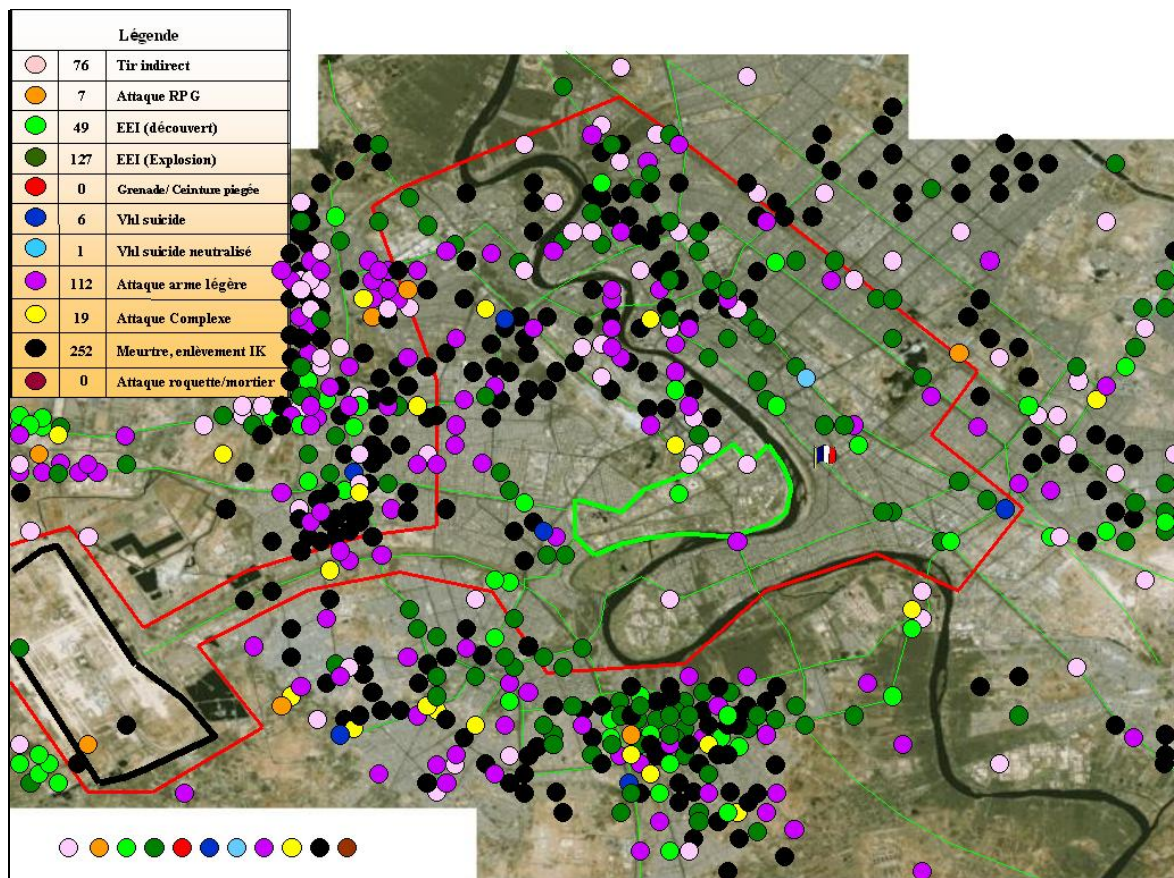 Légende
76 Tir indirect
7 Attaque RPG
49 EEI (découvert)
127 EEI (Explosion)
0 Grenade/ Ceinture piegée
6 Vhl suicide
1 Vhl suicide neutralisé
112 Attaque arme légère
19 Attaque Complexe
252 Meurtre, enlèvement IK
0 Attaque roquette/mortier